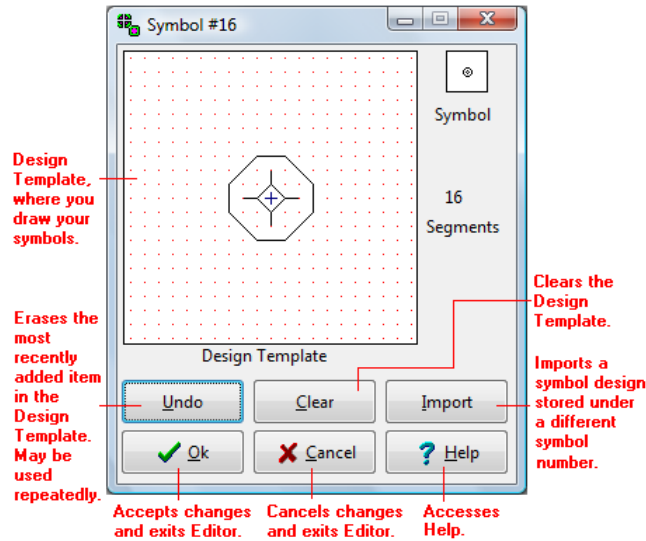 Symbol #16
Symbol
Design
Template,
where you
draw your
symbols.
16
Segments
Clears the
Design
Template.
Erases the
most
recently
added item
in the
Design
Template.
May be
used
repeatedly.
Design Template
Imports a
symbol design
stored under
a different
symbol
number.
Undo
Clear
Import
Ok
Cancel
Help
Accepts changes
and exits Editor.
Cancels changes
and exits Editor.
Accesses
Help.